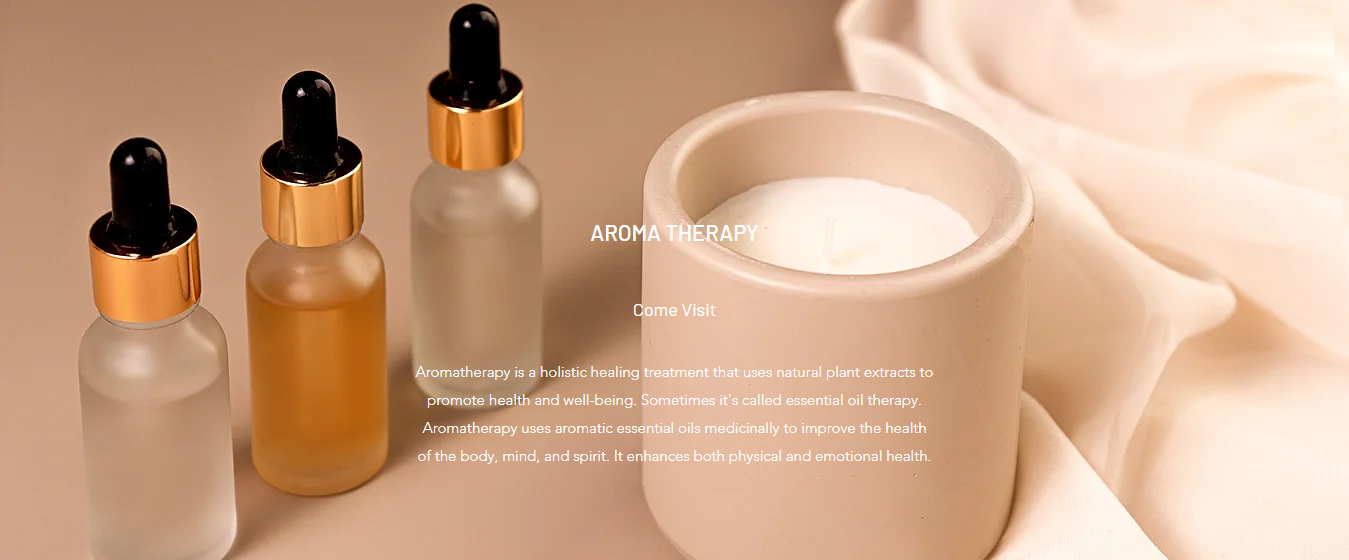 AROMA THERAPY
Come Visit
Aromatherapy is a holistic healing treatment that uses natural plant extracts to
promote health and well-being. Sometimes it's called essential oil therapy.
Aromatherapy uses aromatic essential oils medicinally to improve the health
of the body, mind, and spirit. It enhances both physical and emotional health.